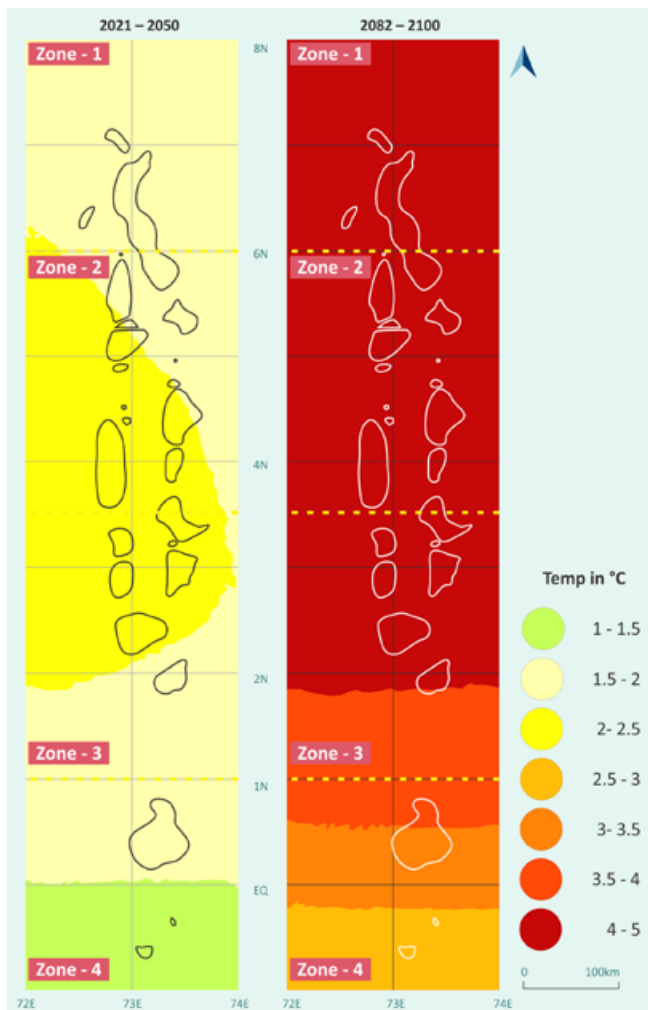 2021 – 2050
2082 – 2100
Zone - 1
8N
Zone - 1
Zone - 2
6N
Zone - 2
4N
2N
Zone - 3
Zone - 3
1N
EQ
Zone - 4
Zone - 4
72E
73E
74E
72E
73E
74E
Temp in °C
1 - 1.5
1.5 - 2
2- 2.5
2.5 - 3
3- 3.5
3.5 - 4
4 - 5
0
100km